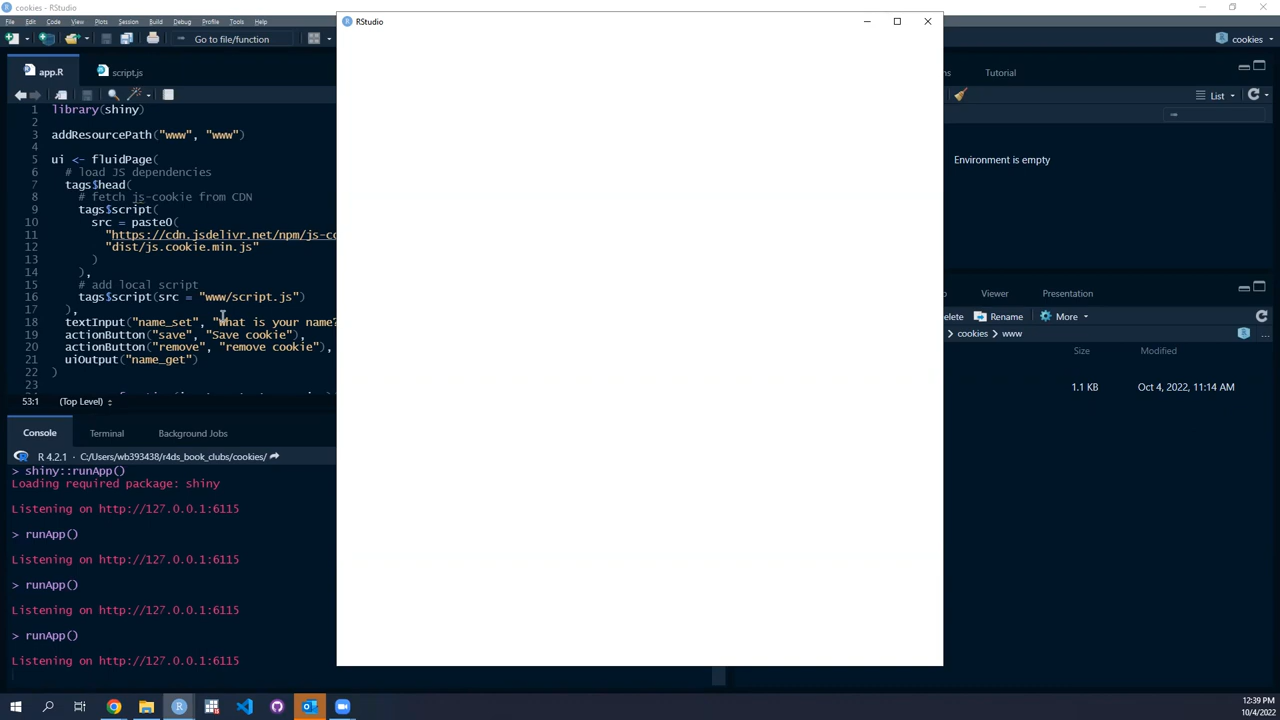 cookies - RStudio
File Edit Code View Plots Session Build Debug Profile Tools Help
Go to file/function
cookies
RStudio
app.R
script.js
Tutorial
List
1 library(shiny)
2
3 addResourcePath("www", "www")
4
5 ui <- fluidPage(
6 # load JS dependencies
7 tags$head(
8 # fetch js-cookie from CDN
9 tags$script(
10 src = paste0(
11 "https://cdn.jsdelivr.net/npm/js-co
12 "dist/js.cookie.min.js"
13 )
14 ),
15 # add local script
16 tags$script(src = "www/script.js")
17 ),
18 textInput("name_set", "What is your name?
19 actionButton("save", "Save cookie"),
20 actionButton("remove", "remove cookie"),
21 uiOutput("name_get")
22 )
23
53:1 (Top Level)
Environment is empty
Viewer
Presentation
elete
Rename
More
cookies
www
...
Size
Modified
1.1 KB
Oct 4, 2022, 11:14 AM
Console
Terminal
Background Jobs
R 4.2.1 · C:/Users/wb393438/r4ds_book_clubs/cookies/
> shiny::runApp()
Loading required package: shiny
Listening on http://127.0.0.1:6115
> runApp()
Listening on http://127.0.0.1:6115
> runApp()
Listening on http://127.0.0.1:6115
> runApp()
Listening on http://127.0.0.1:6115
12:39 PM
10/4/2022